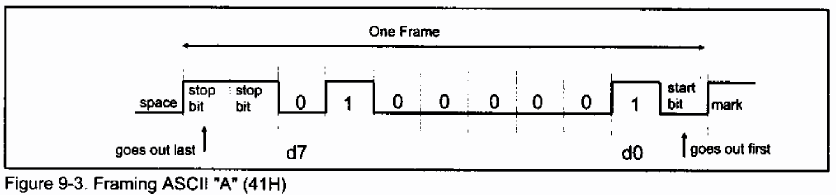 One Frame
space stop bit stop bit 0 1 0 0 0 0 0 1 start bit mark
goes out last d7 d0 goes out first
Figure 9-3. Framing ASCII "A" (41H)